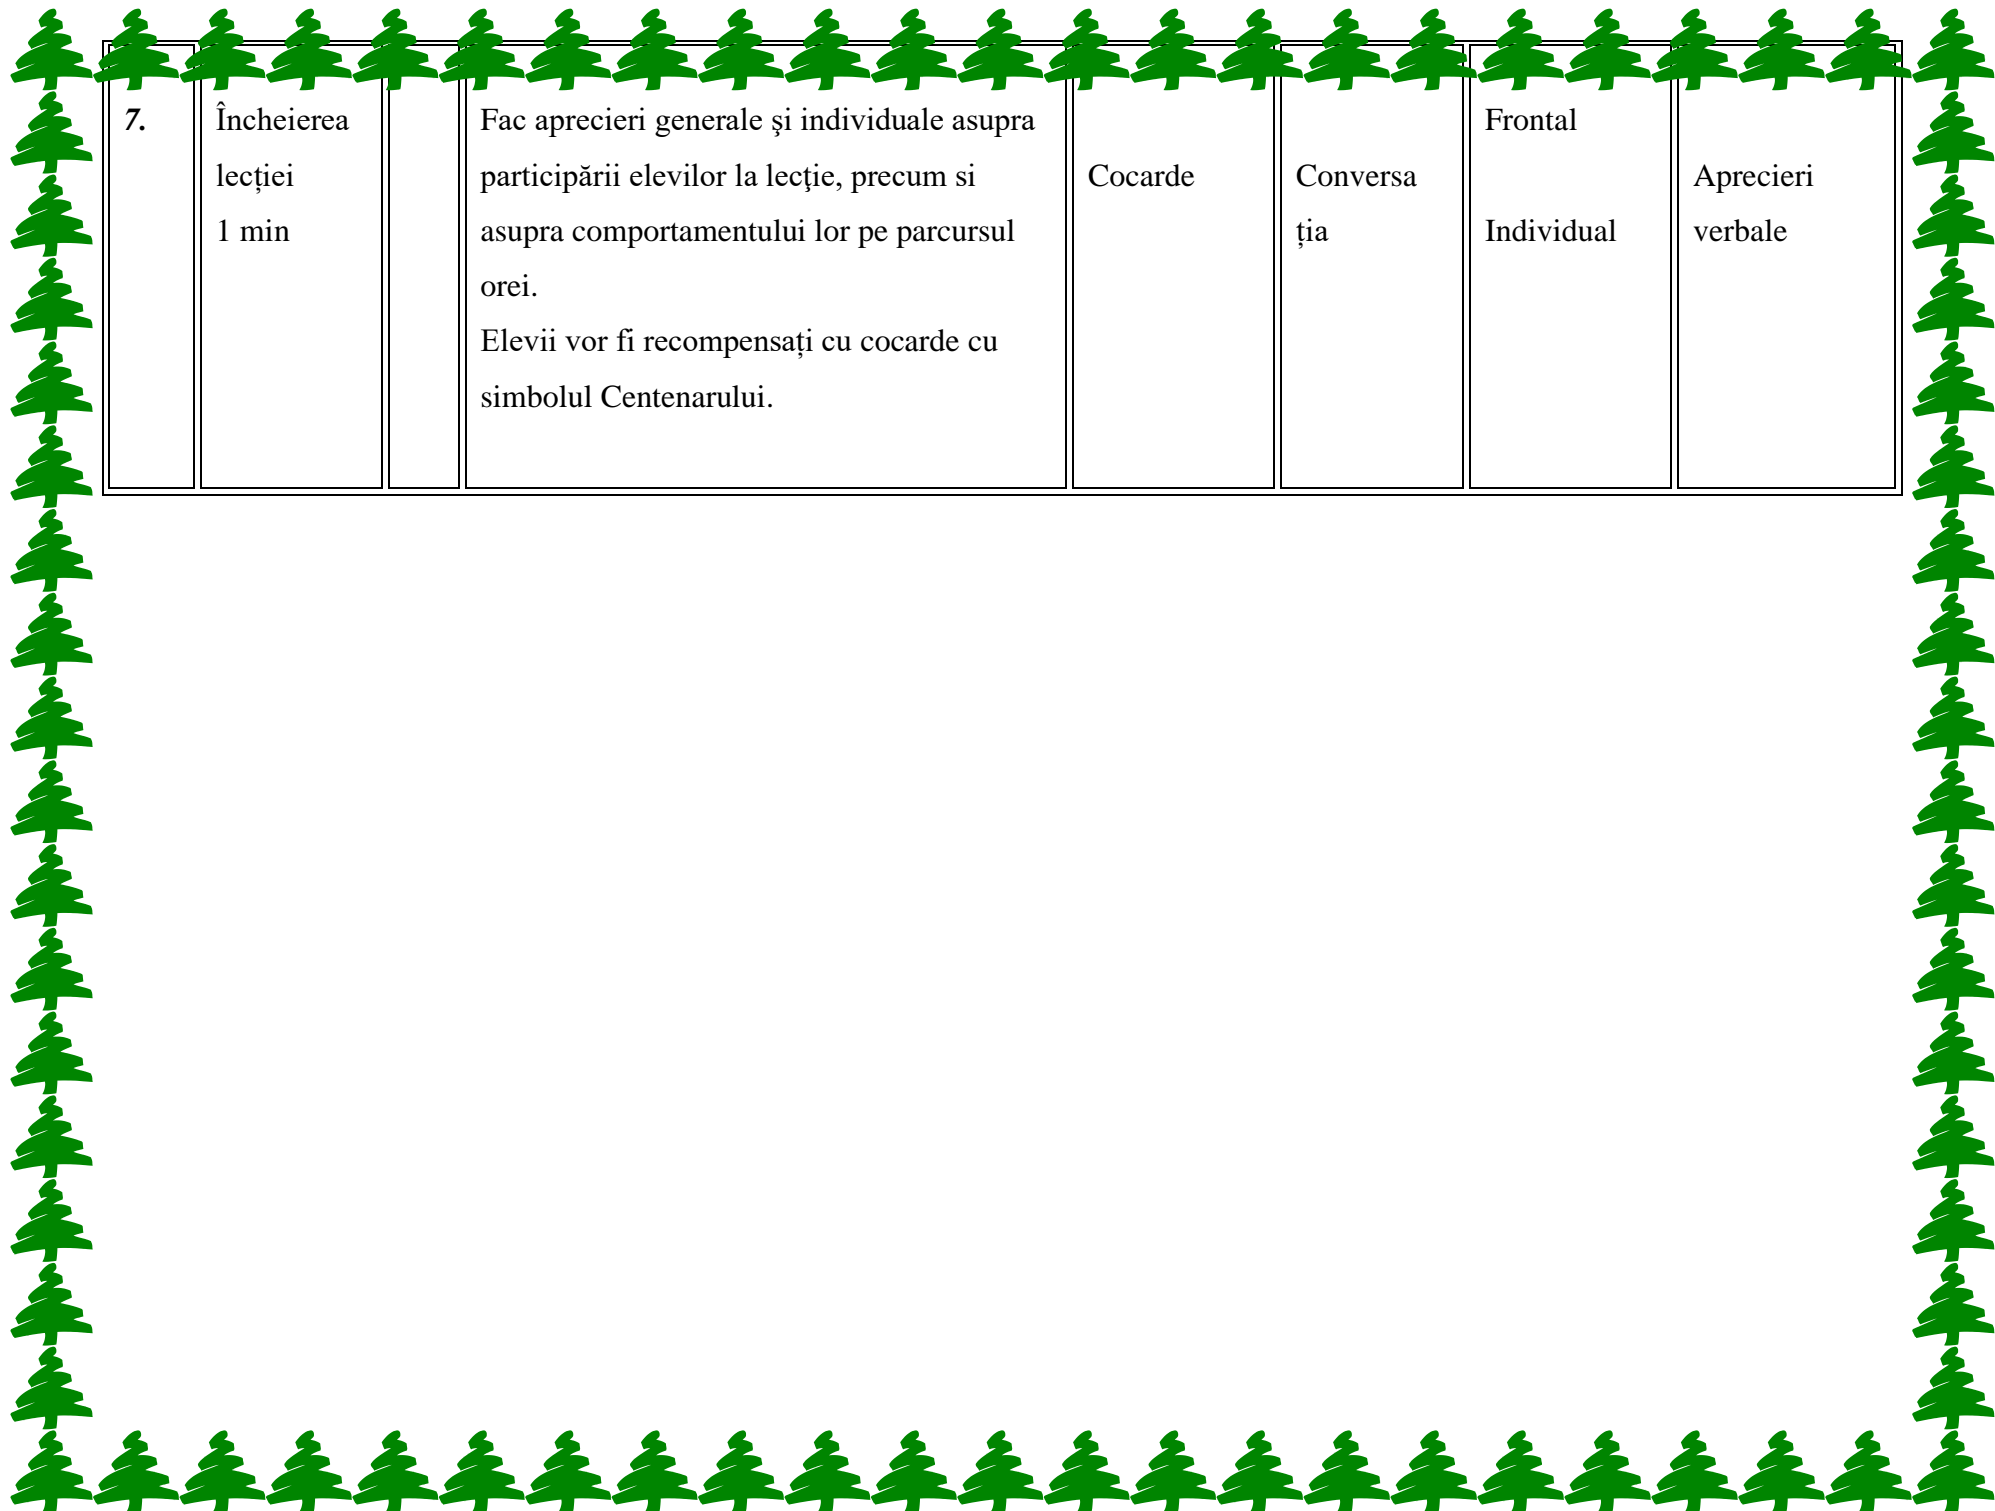 7.
Încheierea
lecției
1 min
Fac aprecieri generale şi individuale asupra
participării elevilor la lecţie, precum si
asupra comportamentului lor pe parcursul
orei.
Elevii vor fi recompensați cu cocarde cu
simbolul Centenarului.
Cocarde
Conversa
ția
Frontal
Individual
Aprecieri
verbale